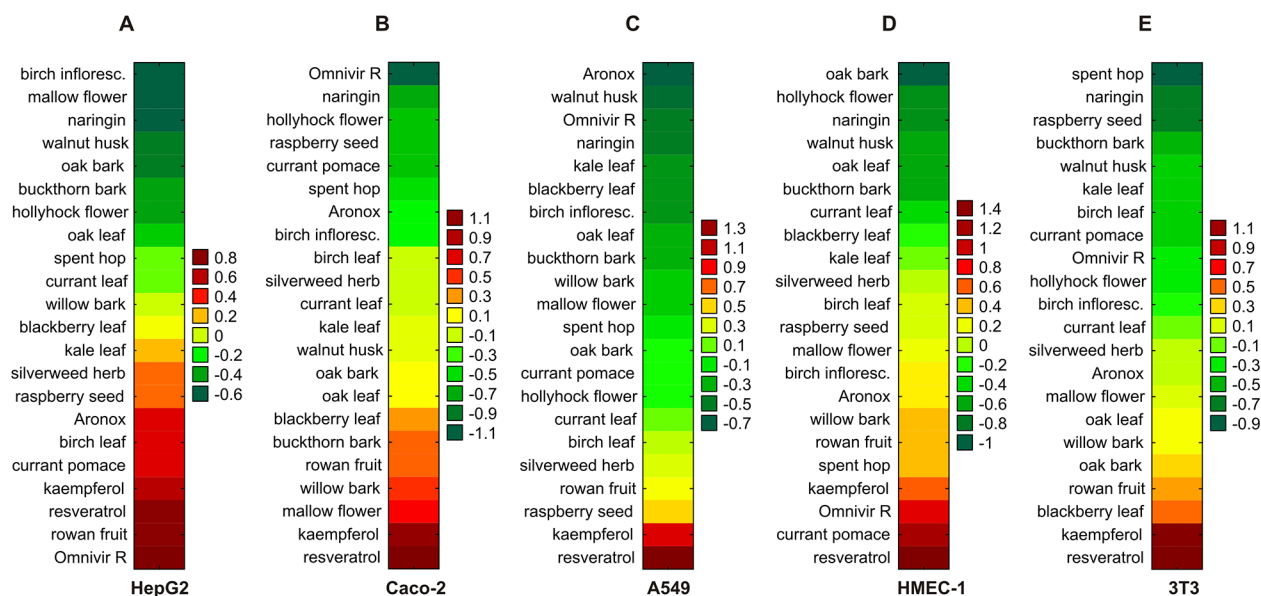 A
birch infloresc.
mallow flower
naringin
walnut husk
oak bark
buckthorn bark
hollyhock flower
oak leaf
spent hop
currant leaf
willow bark
blackberry leaf
kale leaf
silverweed herb
raspberry seed
Aronox
birch leaf
currant pomace
kaempferol
resveratrol
rowan fruit
Omnivir R
0.8
0.6
0.4
0.2
0
-0.2
-0.4
-0.6
HepG2
B
Omnivir R
naringin
hollyhock flower
raspberry seed
currant pomace
spent hop
Aronox
birch infloresc.
birch leaf
silverweed herb
currant leaf
kale leaf
walnut husk
oak bark
oak leaf
blackberry leaf
buckthorn bark
rowan fruit
willow bark
mallow flower
kaempferol
resveratrol
1.1
0.9
0.7
0.5
0.3
0.1
-0.1
-0.3
-0.5
-0.7
-0.9
-1.1
Caco-2
C
Aronox
walnut husk
Omnivir R
naringin
kale leaf
blackberry leaf
birch infloresc.
oak leaf
buckthorn bark
willow bark
mallow flower
spent hop
oak bark
currant pomace
hollyhock flower
currant leaf
birch leaf
silverweed herb
rowan fruit
raspberry seed
kaempferol
resveratrol
1.3
1.1
0.9
0.7
0.5
0.3
0.1
-0.1
-0.3
-0.5
-0.7
A549
D
oak bark
hollyhock flower
naringin
walnut husk
oak leaf
buckthorn bark
currant leaf
blackberry leaf
kale leaf
silverweed herb
birch leaf
raspberry seed
mallow flower
birch infloresc.
Aronox
willow bark
rowan fruit
spent hop
kaempferol
Omnivir R
currant pomace
resveratrol
1.4
1.2
1
0.8
0.6
0.4
0.2
0
-0.2
-0.4
-0.6
-0.8
-1
HMEC-1
E
spent hop
naringin
raspberry seed
buckthorn bark
walnut husk
kale leaf
birch leaf
currant pomace
Omnivir R
hollyhock flower
birch infloresc.
currant leaf
silverweed herb
Aronox
mallow flower
oak leaf
willow bark
oak bark
rowan fruit
blackberry leaf
kaempferol
resveratrol
1.1
0.9
0.7
0.5
0.3
0.1
-0.1
-0.3
-0.5
-0.7
-0.9
3T3